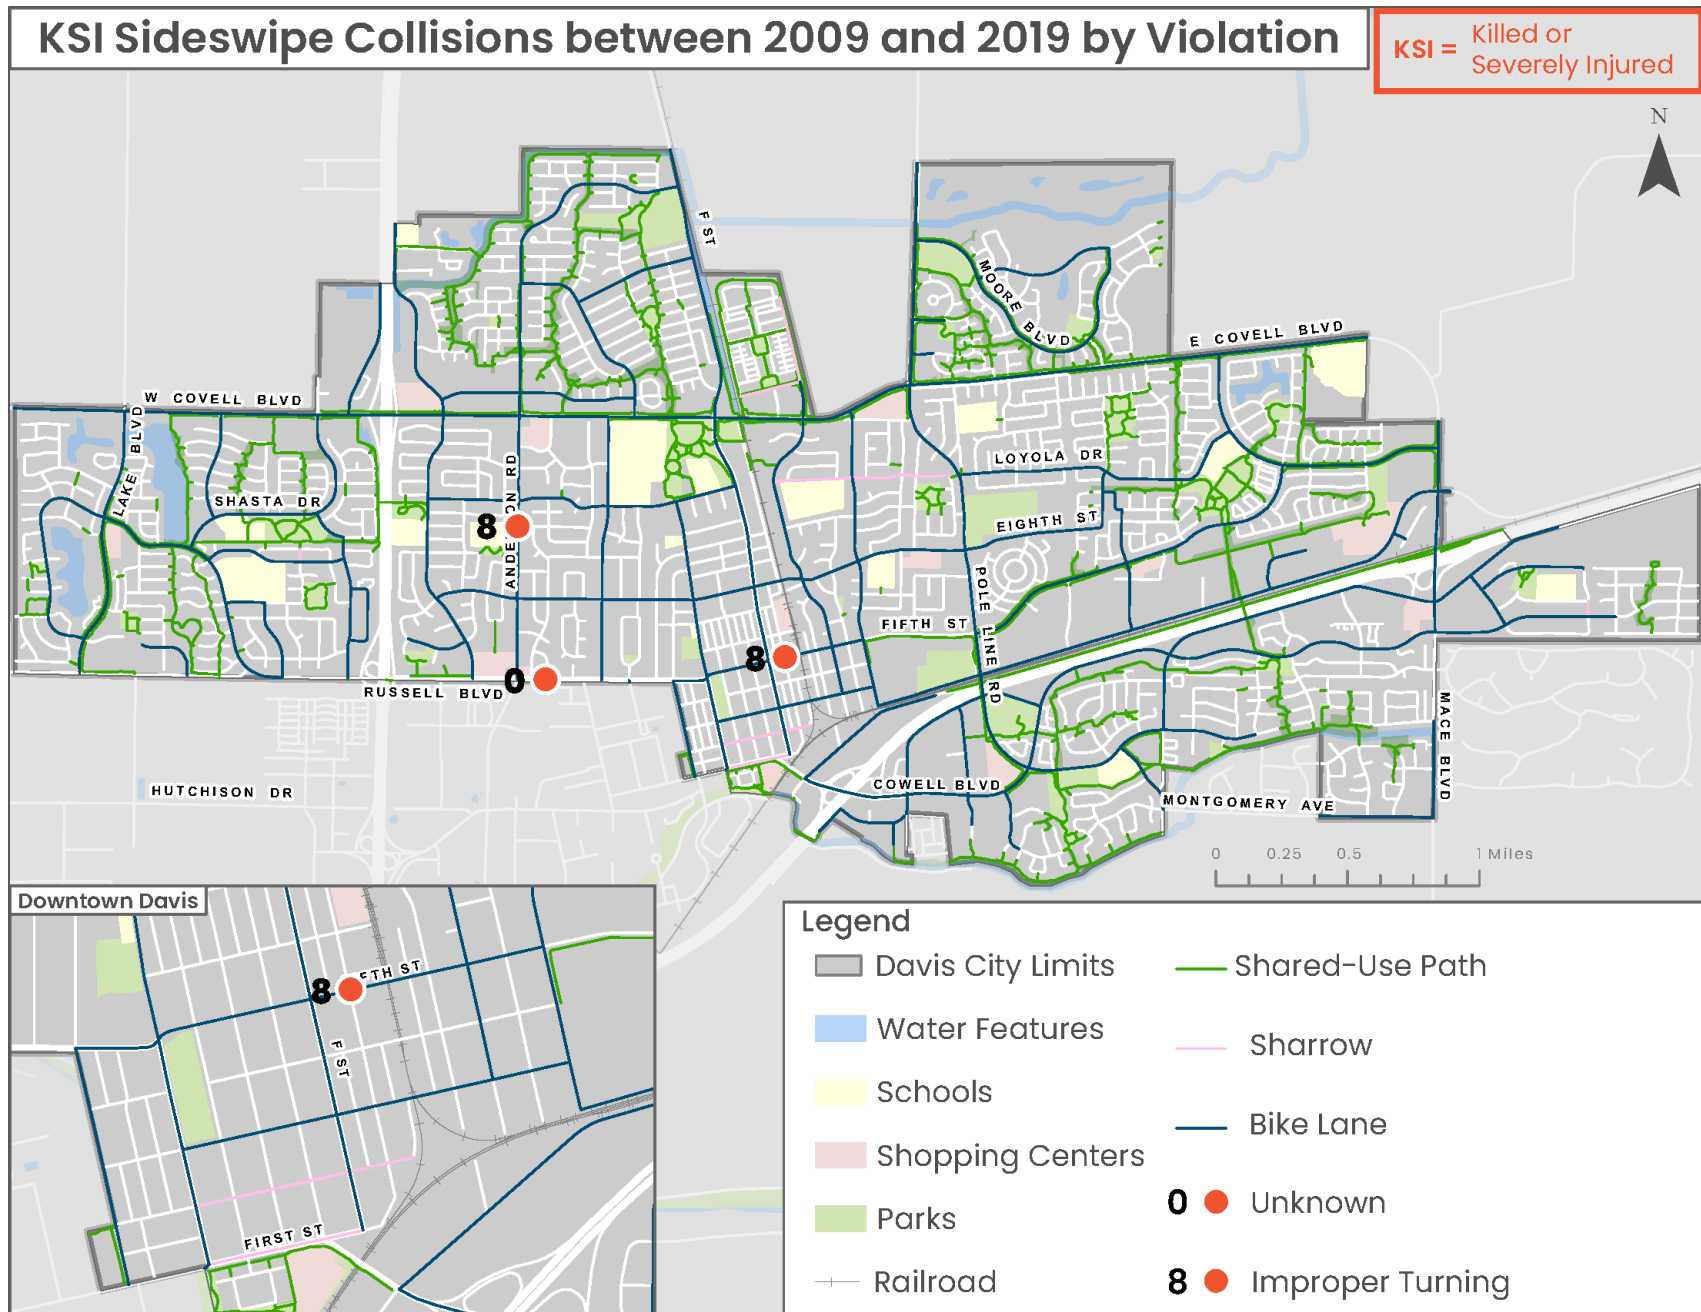 KSI Sideswipe Collisions between 2009 and 2019 by Violation
KSI = Killed or
Severely Injured
N
F ST
MOORE BLVD
E COVELL BLVD
W COVELL BLVD
LAKE BLVD
SHASTA DR
LOYOLA DR
EIGHTH ST
8
8
0
FIFTH ST
POLE LINE RD
RUSSELL BLVD
MACE BLVD
HUTCHISON DR
COWELL BLVD
MONTGOMERY AVE
0 0.25 0.5 1 Miles
Downtown Davis
8
F ST
FIRST ST
Legend
Davis City Limits
Water Features
Schools
Shopping Centers
Parks
Railroad
Shared-Use Path
Sharrow
Bike Lane
0 Unknown
8 Improper Turning